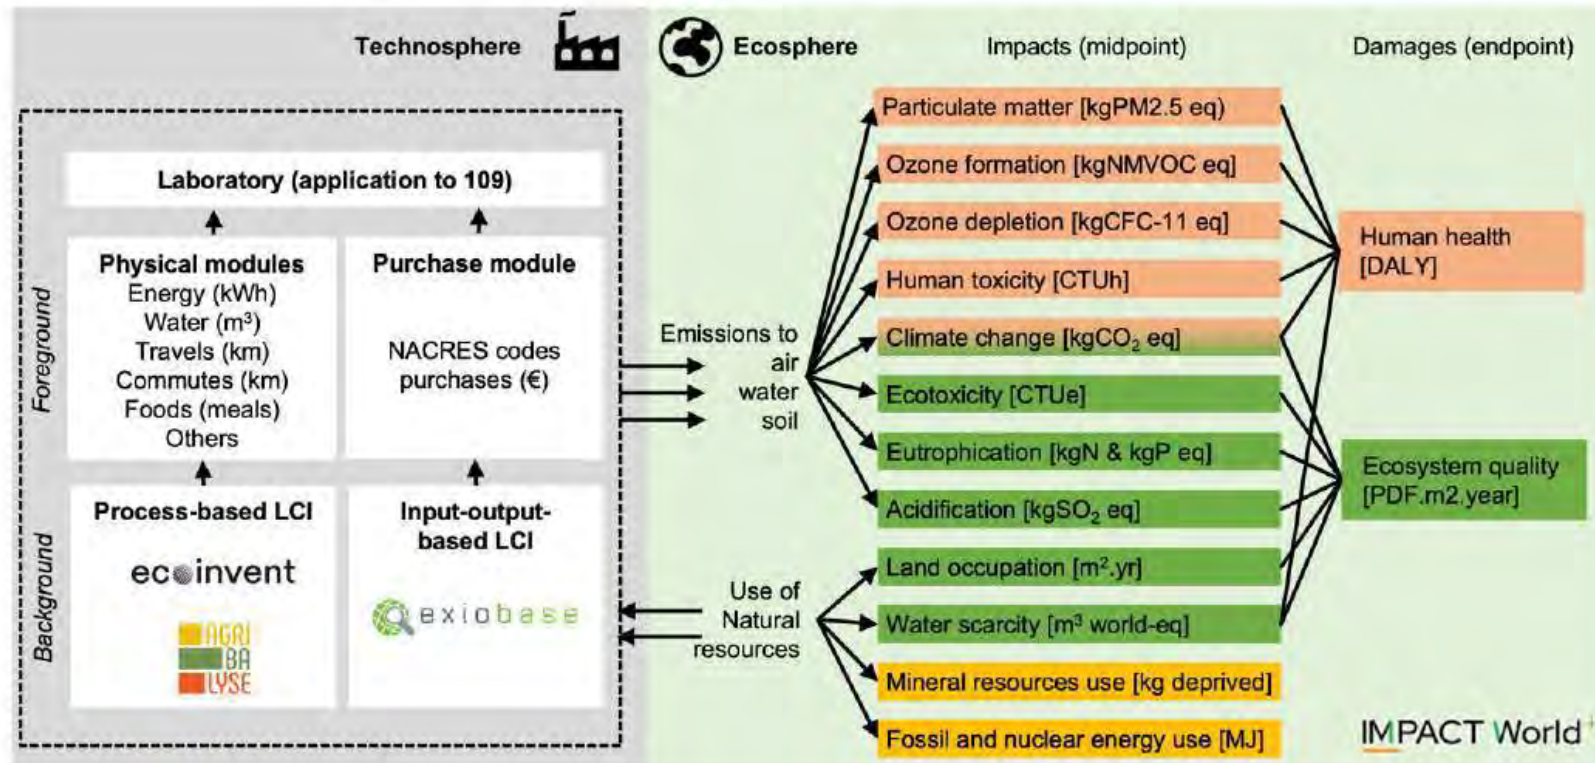 Technosphere
Ecosphere
Impacts (midpoint)
Damages (endpoint)
Foreground
Background
Laboratory (application to 109)
Physical modules
Energy (kWh)
Water (m³)
Travels (km)
Commutes (km)
Foods (meals)
Others
Purchase module
NACRES codes
purchases (€)
Process-based LCI
ecoinvent
AGRI
BA
LYSE
Input-output-
based LCI
exiobase
Emissions to
air
water
soil
Use of
Natural
resources
Particulate matter [kgPM2.5 eq)
Ozone formation [kgNMVOC eq]
Ozone depletion [kgCFC-11 eq]
Human toxicity [CTUh]
Climate change [kgCO₂ eq]
Ecotoxicity [CTUe]
Eutrophication [kgN & kgP eq]
Acidification [kgSO₂ eq]
Land occupation [m².yr]
Water scarcity [m³ world-eq]
Mineral resources use [kg deprived]
Fossil and nuclear energy use [MJ]
Human health
[DALY]
Ecosystem quality
[PDF.m2.year]
IMPACT World+